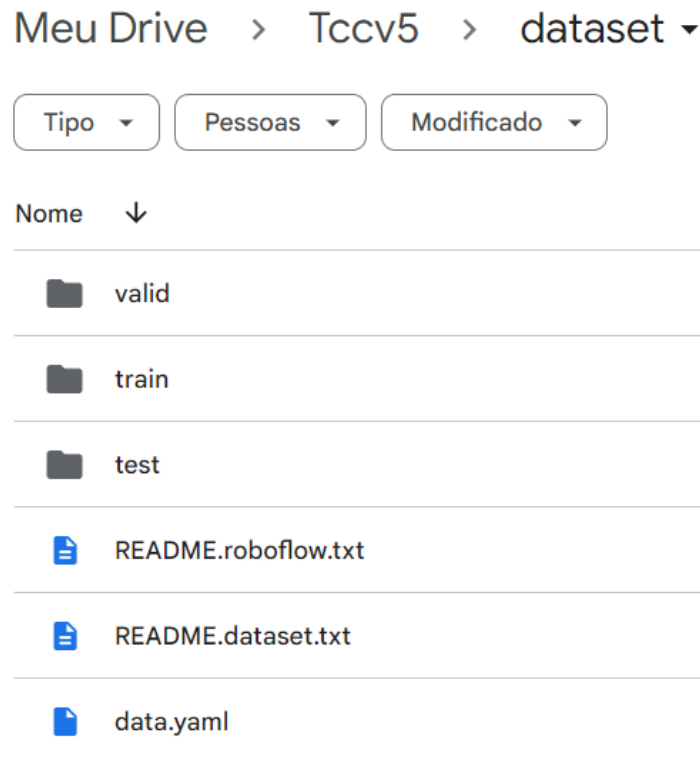 Meu Drive > Tccv5 > dataset
Tipo Pessoas Modificado
Nome
valid
train
test
README.roboflow.txt
README.dataset.txt
data.yaml